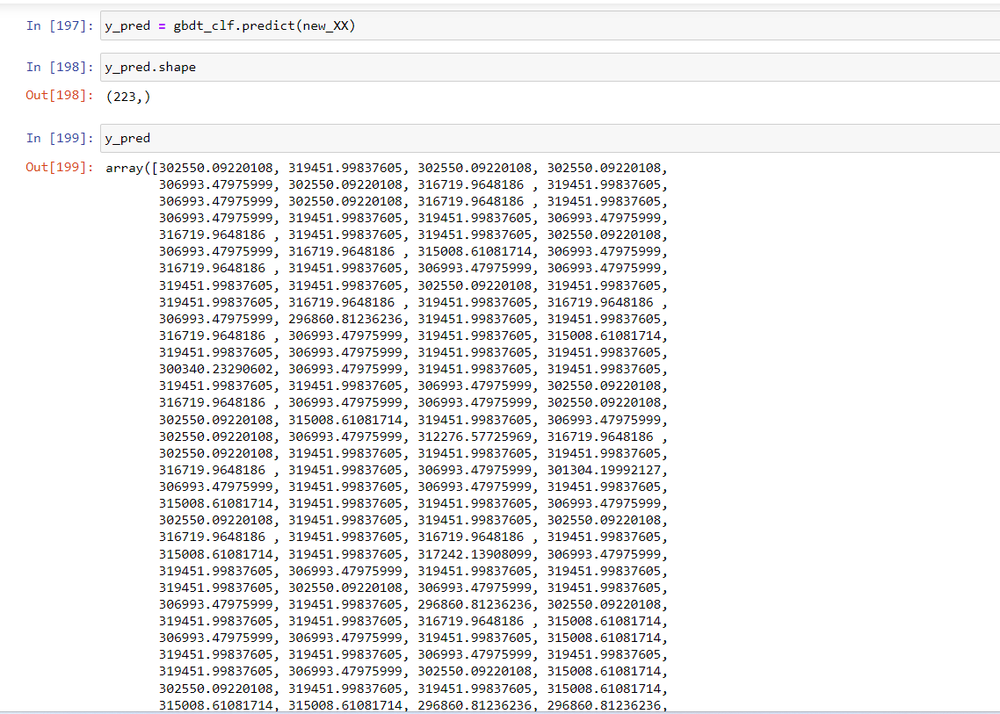 In [197]: y_pred = gbdt_clf.predict(new_XX)
In [198]: y_pred.shape
Out[198]: (223,)
In [199]: y_pred
Out[199]: array([302550.09220108, 319451.99837605, 302550.09220108, 302550.09220108,
306993.47975999, 302550.09220108, 316719.9648186 , 319451.99837605,
306993.47975999, 302550.09220108, 316719.9648186 , 319451.99837605,
306993.47975999, 319451.99837605, 319451.99837605, 306993.47975999,
316719.9648186 , 319451.99837605, 319451.99837605, 302550.09220108,
306993.47975999, 316719.9648186 , 315008.61081714, 306993.47975999,
316719.9648186 , 319451.99837605, 306993.47975999, 306993.47975999,
319451.99837605, 319451.99837605, 302550.09220108, 319451.99837605,
319451.99837605, 316719.9648186 , 319451.99837605, 316719.9648186 ,
306993.47975999, 296860.81236236, 319451.99837605, 319451.99837605,
316719.9648186 , 306993.47975999, 319451.99837605, 315008.61081714,
319451.99837605, 306993.47975999, 319451.99837605, 319451.99837605,
300340.23290602, 306993.47975999, 319451.99837605, 319451.99837605,
319451.99837605, 319451.99837605, 306993.47975999, 302550.09220108,
316719.9648186 , 306993.47975999, 306993.47975999, 302550.09220108,
302550.09220108, 315008.61081714, 319451.99837605, 306993.47975999,
302550.09220108, 306993.47975999, 312276.57725969, 316719.9648186 ,
302550.09220108, 319451.99837605, 319451.99837605, 319451.99837605,
316719.9648186 , 319451.99837605, 306993.47975999, 301304.19992127,
306993.47975999, 319451.99837605, 306993.47975999, 319451.99837605,
315008.61081714, 319451.99837605, 319451.99837605, 306993.47975999,
302550.09220108, 319451.99837605, 319451.99837605, 302550.09220108,
316719.9648186 , 319451.99837605, 316719.9648186 , 319451.99837605,
315008.61081714, 319451.99837605, 317242.13908099, 306993.47975999,
319451.99837605, 306993.47975999, 319451.99837605, 319451.99837605,
319451.99837605, 302550.09220108, 306993.47975999, 319451.99837605,
306993.47975999, 319451.99837605, 296860.81236236, 302550.09220108,
319451.99837605, 319451.99837605, 316719.9648186 , 315008.61081714,
306993.47975999, 306993.47975999, 319451.99837605, 315008.61081714,
319451.99837605, 319451.99837605, 306993.47975999, 319451.99837605,
319451.99837605, 306993.47975999, 302550.09220108, 315008.61081714,
302550.09220108, 319451.99837605, 319451.99837605, 315008.61081714,
315008.61081714, 315008.61081714, 296860.81236236, 296860.81236236,